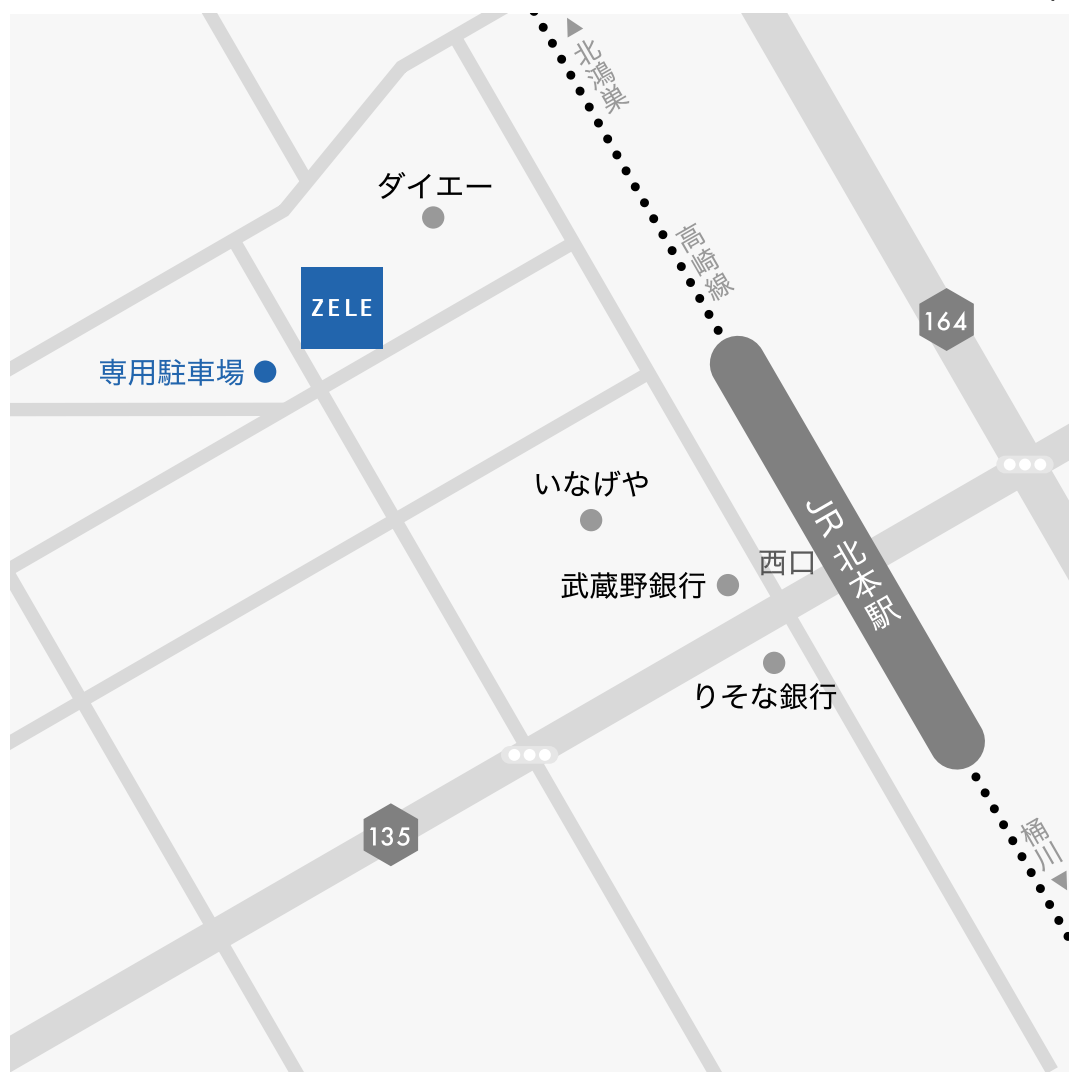 北鴻巣
ダイエー
高崎線
ZELE
164
専用駐車場
いなげや
JR 北本駅
西口
武蔵野銀行
りそな銀行
135
桶川